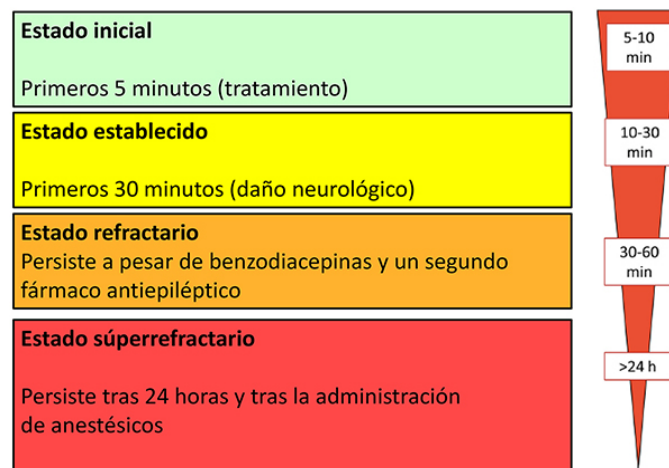 Estado inicial
Primeros 5 minutos (tratamiento)
Estado establecido
Primeros 30 minutos (daño neurológico)
Estado refractario
Persiste a pesar de benzodiacepinas y un segundo
fármaco antiepiléptico
Estado súperrefractario
Persiste tras 24 horas y tras la administración
de anestésicos
5-10
min
10-30
min
30-60
min
>24 h